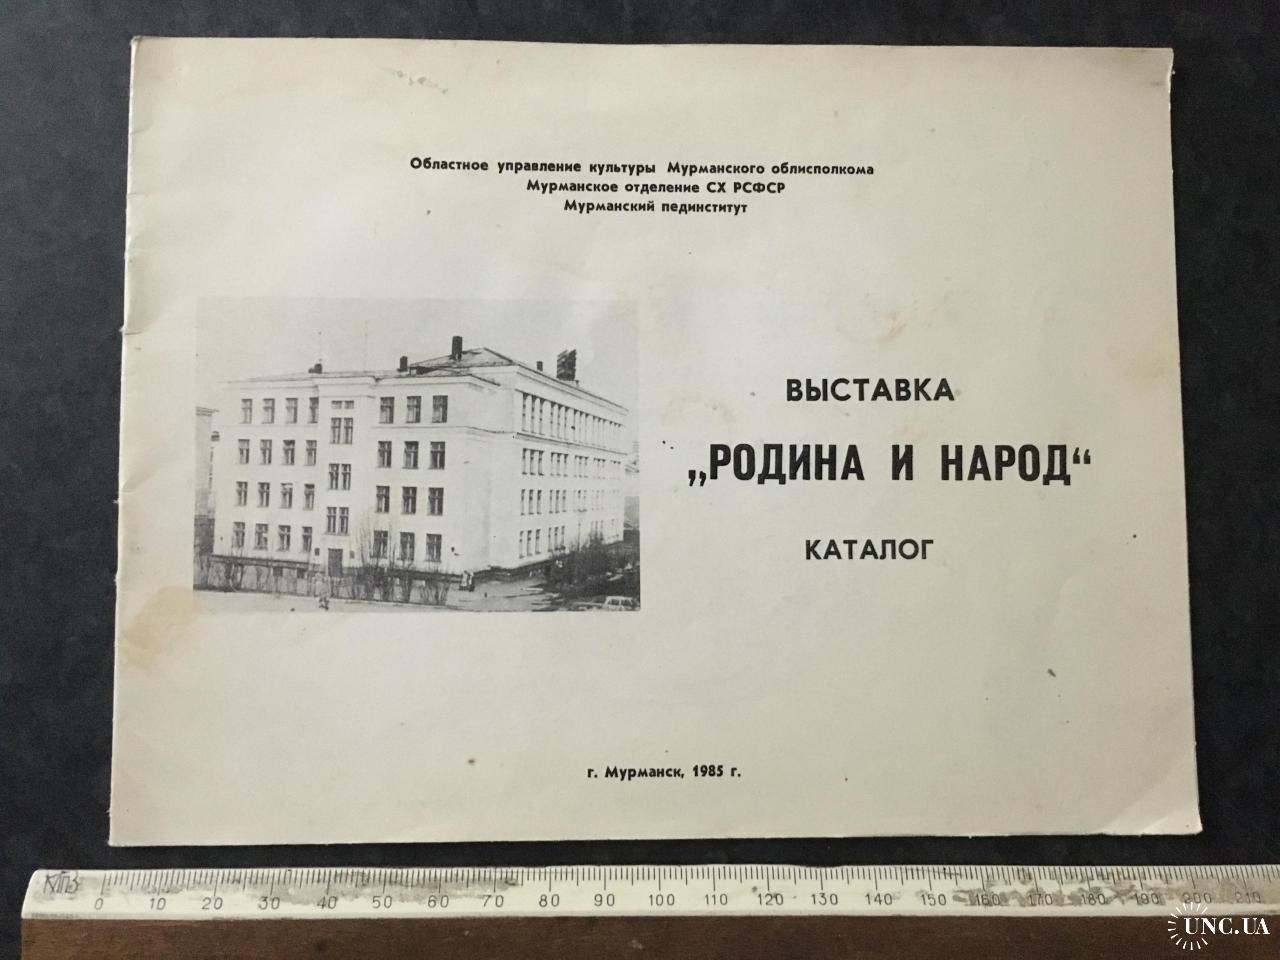 Областное управление культуры Мурманского облисполкома
Мурманское отделение СХ РСФСР
Мурманский пединститут
ВЫСТАВКА
„РОДИНА И НАРОД“
КАТАЛОГ
г. Мурманск, 1985 г.
0 10 20 30 40 50 60 70 80 90 100 110 120 130 140 150 160 170 180 190 200 210
UNC.UA